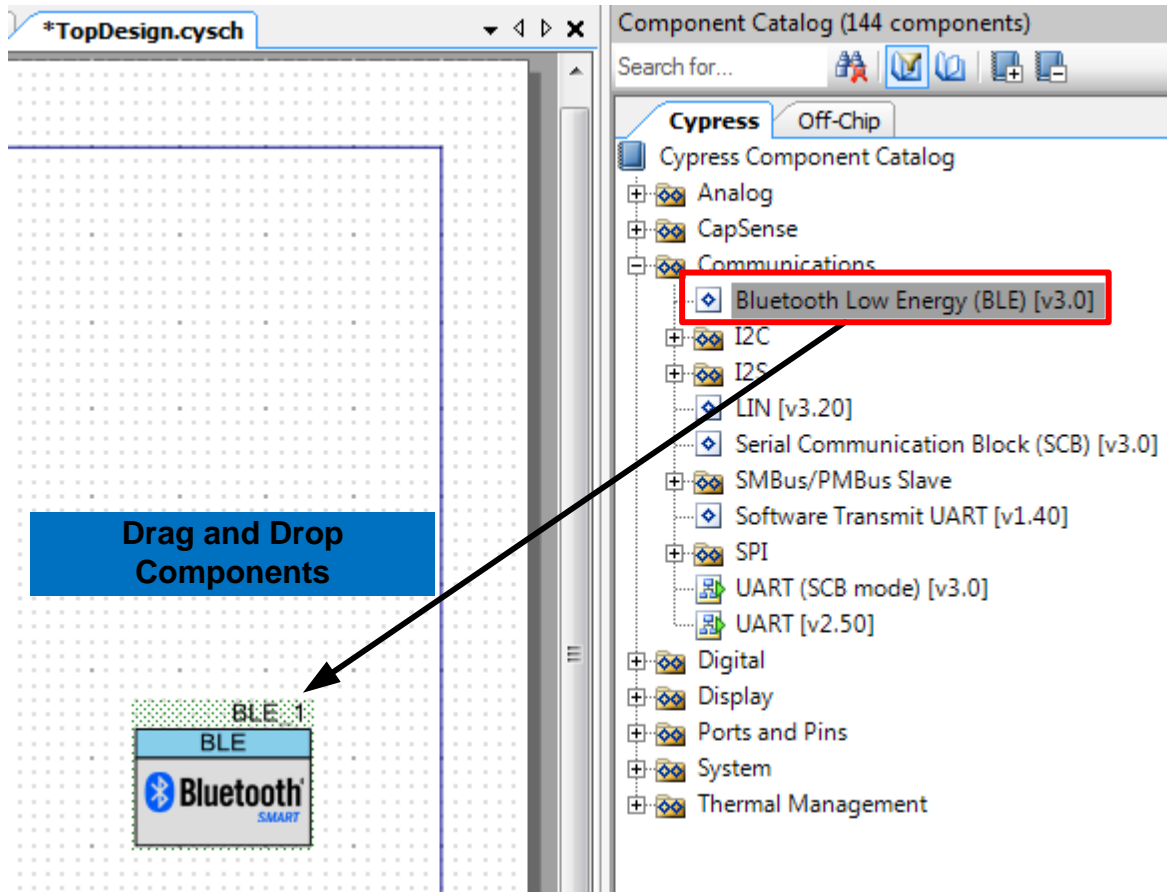 *TopDesign.cysch
Component Catalog (144 components)
Search for...
Cypress
Off-Chip
Cypress Component Catalog
Analog
CapSense
Communications
Bluetooth Low Energy (BLE) [v3.0]
I2C
I2S
LIN [v3.20]
Serial Communication Block (SCB) [v3.0]
SMBus/PMBus Slave
Software Transmit UART [v1.40]
SPI
UART (SCB mode) [v3.0]
UART [v2.50]
Digital
Display
Ports and Pins
System
Thermal Management
Drag and Drop
Components
BLE_1
BLE
Bluetooth
SMART